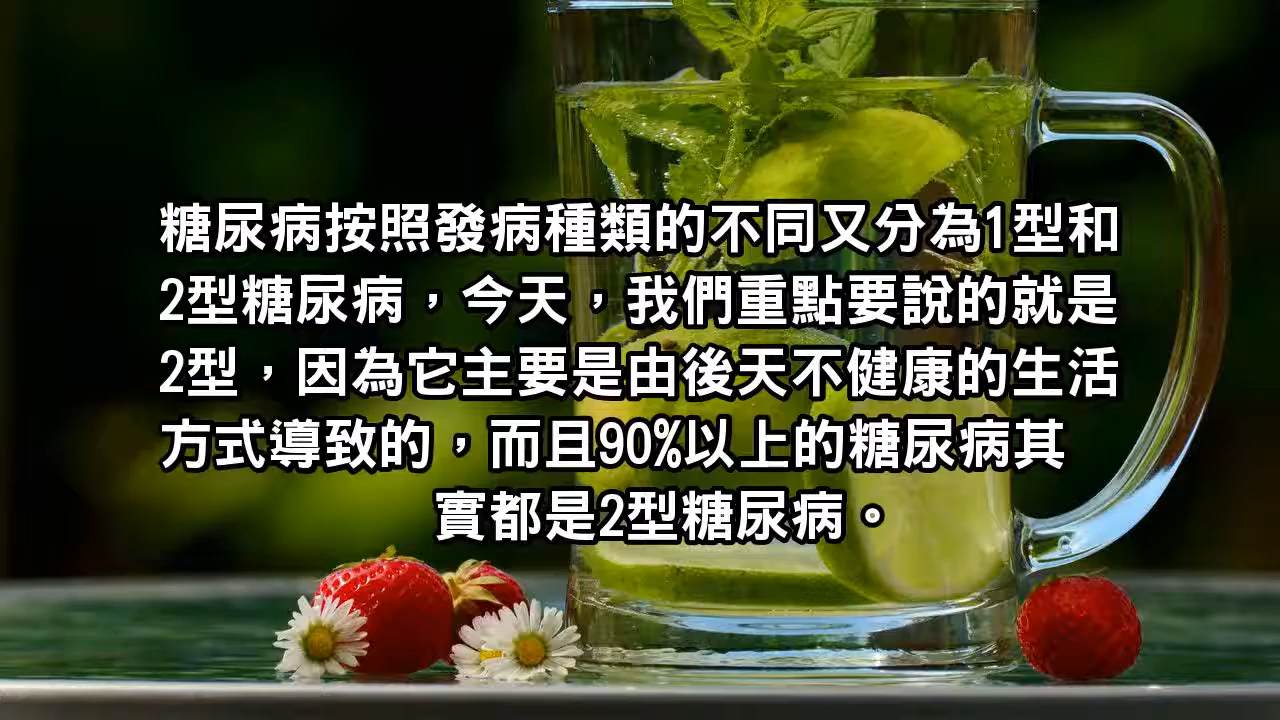 糖尿病按照發病種類的不同又分為1型和
2型糖尿病，今天，我們重點要說的就是
2型，因為它主要是由後天不健康的生活
方式導致的，而且90%以上的糖尿病其
實都是2型糖尿病。